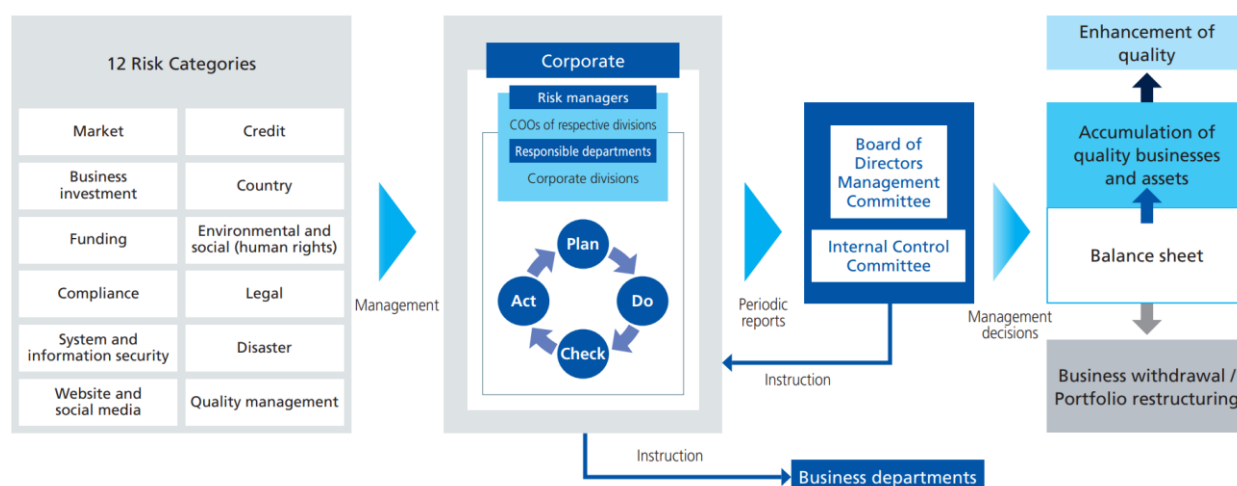 12 Risk Categories
Market
Credit
Business
investment
Country
Funding
Environmental and
social (human rights)
Compliance
Legal
System and
information security
Disaster
Website and
social media
Quality management
Management
Corporate
Risk managers
COOs of respective divisions
Responsible departments
Corporate divisions
Plan
Do
Check
Act
Periodic
reports
Board of
Directors
Management
Committee
Internal Control
Committee
Instruction
Instruction
Business departments
Management
decisions
Enhancement of
quality
Accumulation of
quality businesses
and assets
Balance sheet
Business withdrawal /
Portfolio restructuring